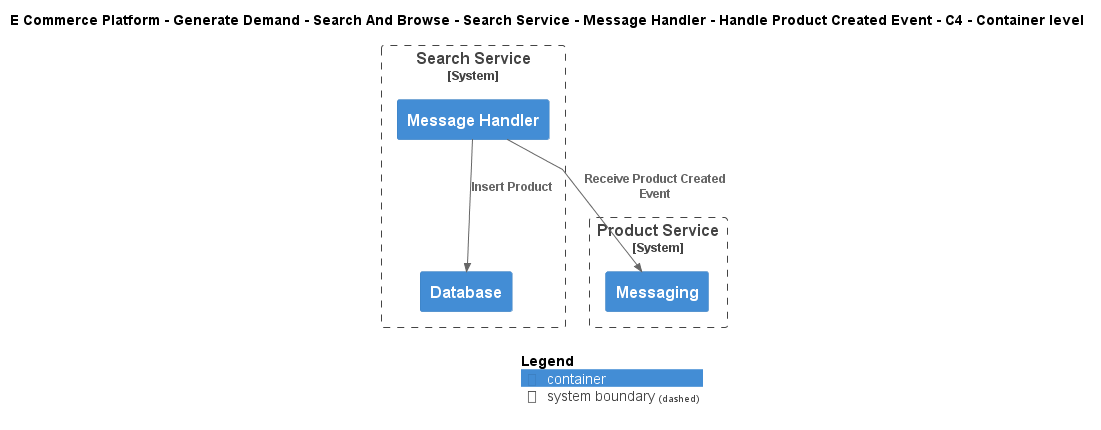 E Commerce Platform - Generate Demand - Search And Browse - Search Service - Message Handler - Handle Product Created Event - C4 - Container level
Search Service
[System]
Message Handler
Insert Product
Receive Product Created
Event
Product Service
[System]
Database
Messaging
Legend
container
system boundary (dashed)